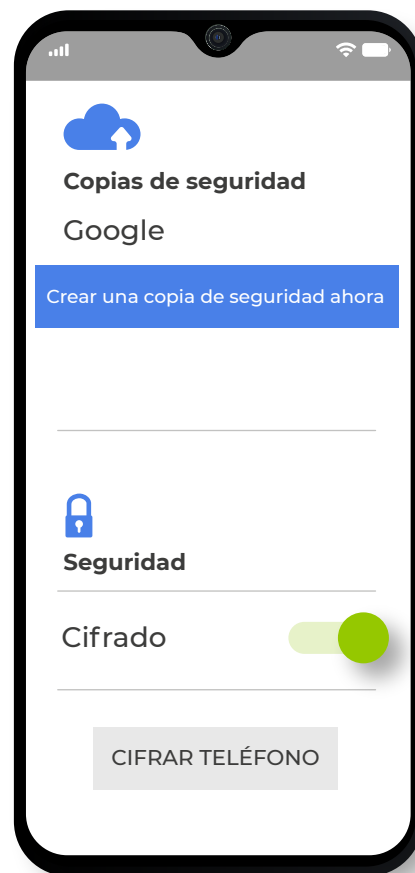 Copias de seguridad
Google
Crear una copia de seguridad ahora
Seguridad
Cifrado
CIFRAR TELÉFONO